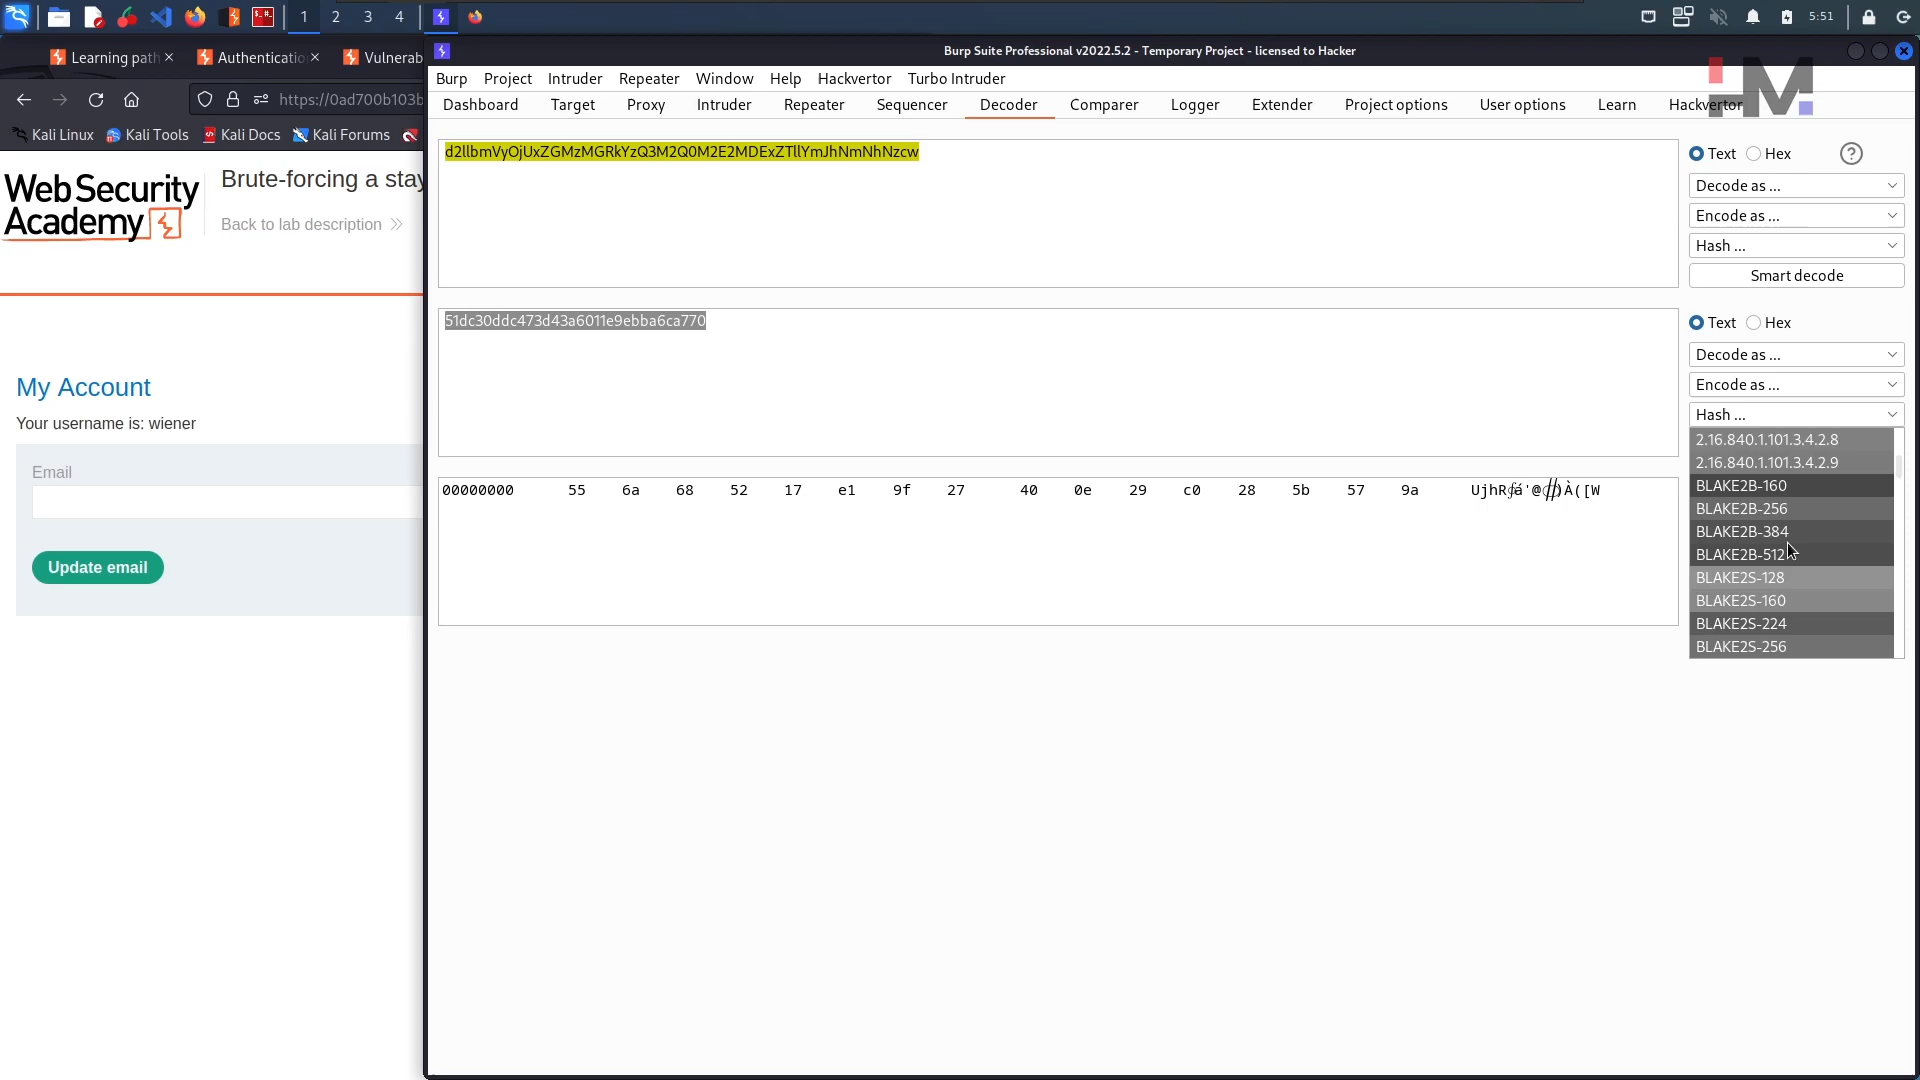 1 2 3 4
5:51
Burp Suite Professional v2022.5.2 - Temporary Project - licensed to Hacker
Learning path
Authenticatio
Vulnerab
https://0ad700b103b
Kali Linux
Kali Tools
Kali Docs
Kali Forums
Burp Project Intruder Repeater Window Help Hackvertor Turbo Intruder
Dashboard Target Proxy Intruder Repeater Sequencer Decoder Comparer Logger Extender Project options User options Learn Hackvertor
Web Security
Academy
Brute-forcing a stay
Back to lab description
My Account
Your username is: wiener
Email
Update email
d2llbmVyOjUxZGMzMGRkYzQ3M2Q0M2E2MDExZTllYmJhNmNhNzcw
Text Hex
Decode as ...
Encode as ...
Hash ...
Smart decode
51dc30ddc473d43a6011e9ebba6ca770
Text Hex
Decode as ...
Encode as ...
Hash ...
2.16.840.1.101.3.4.2.8
2.16.840.1.101.3.4.2.9
BLAKE2B-160
BLAKE2B-256
BLAKE2B-384
BLAKE2B-512
BLAKE2S-128
BLAKE2S-160
BLAKE2S-224
BLAKE2S-256
00000000 55 6a 68 52 17 e1 9f 27 40 0e 29 c0 28 5b 57 9a